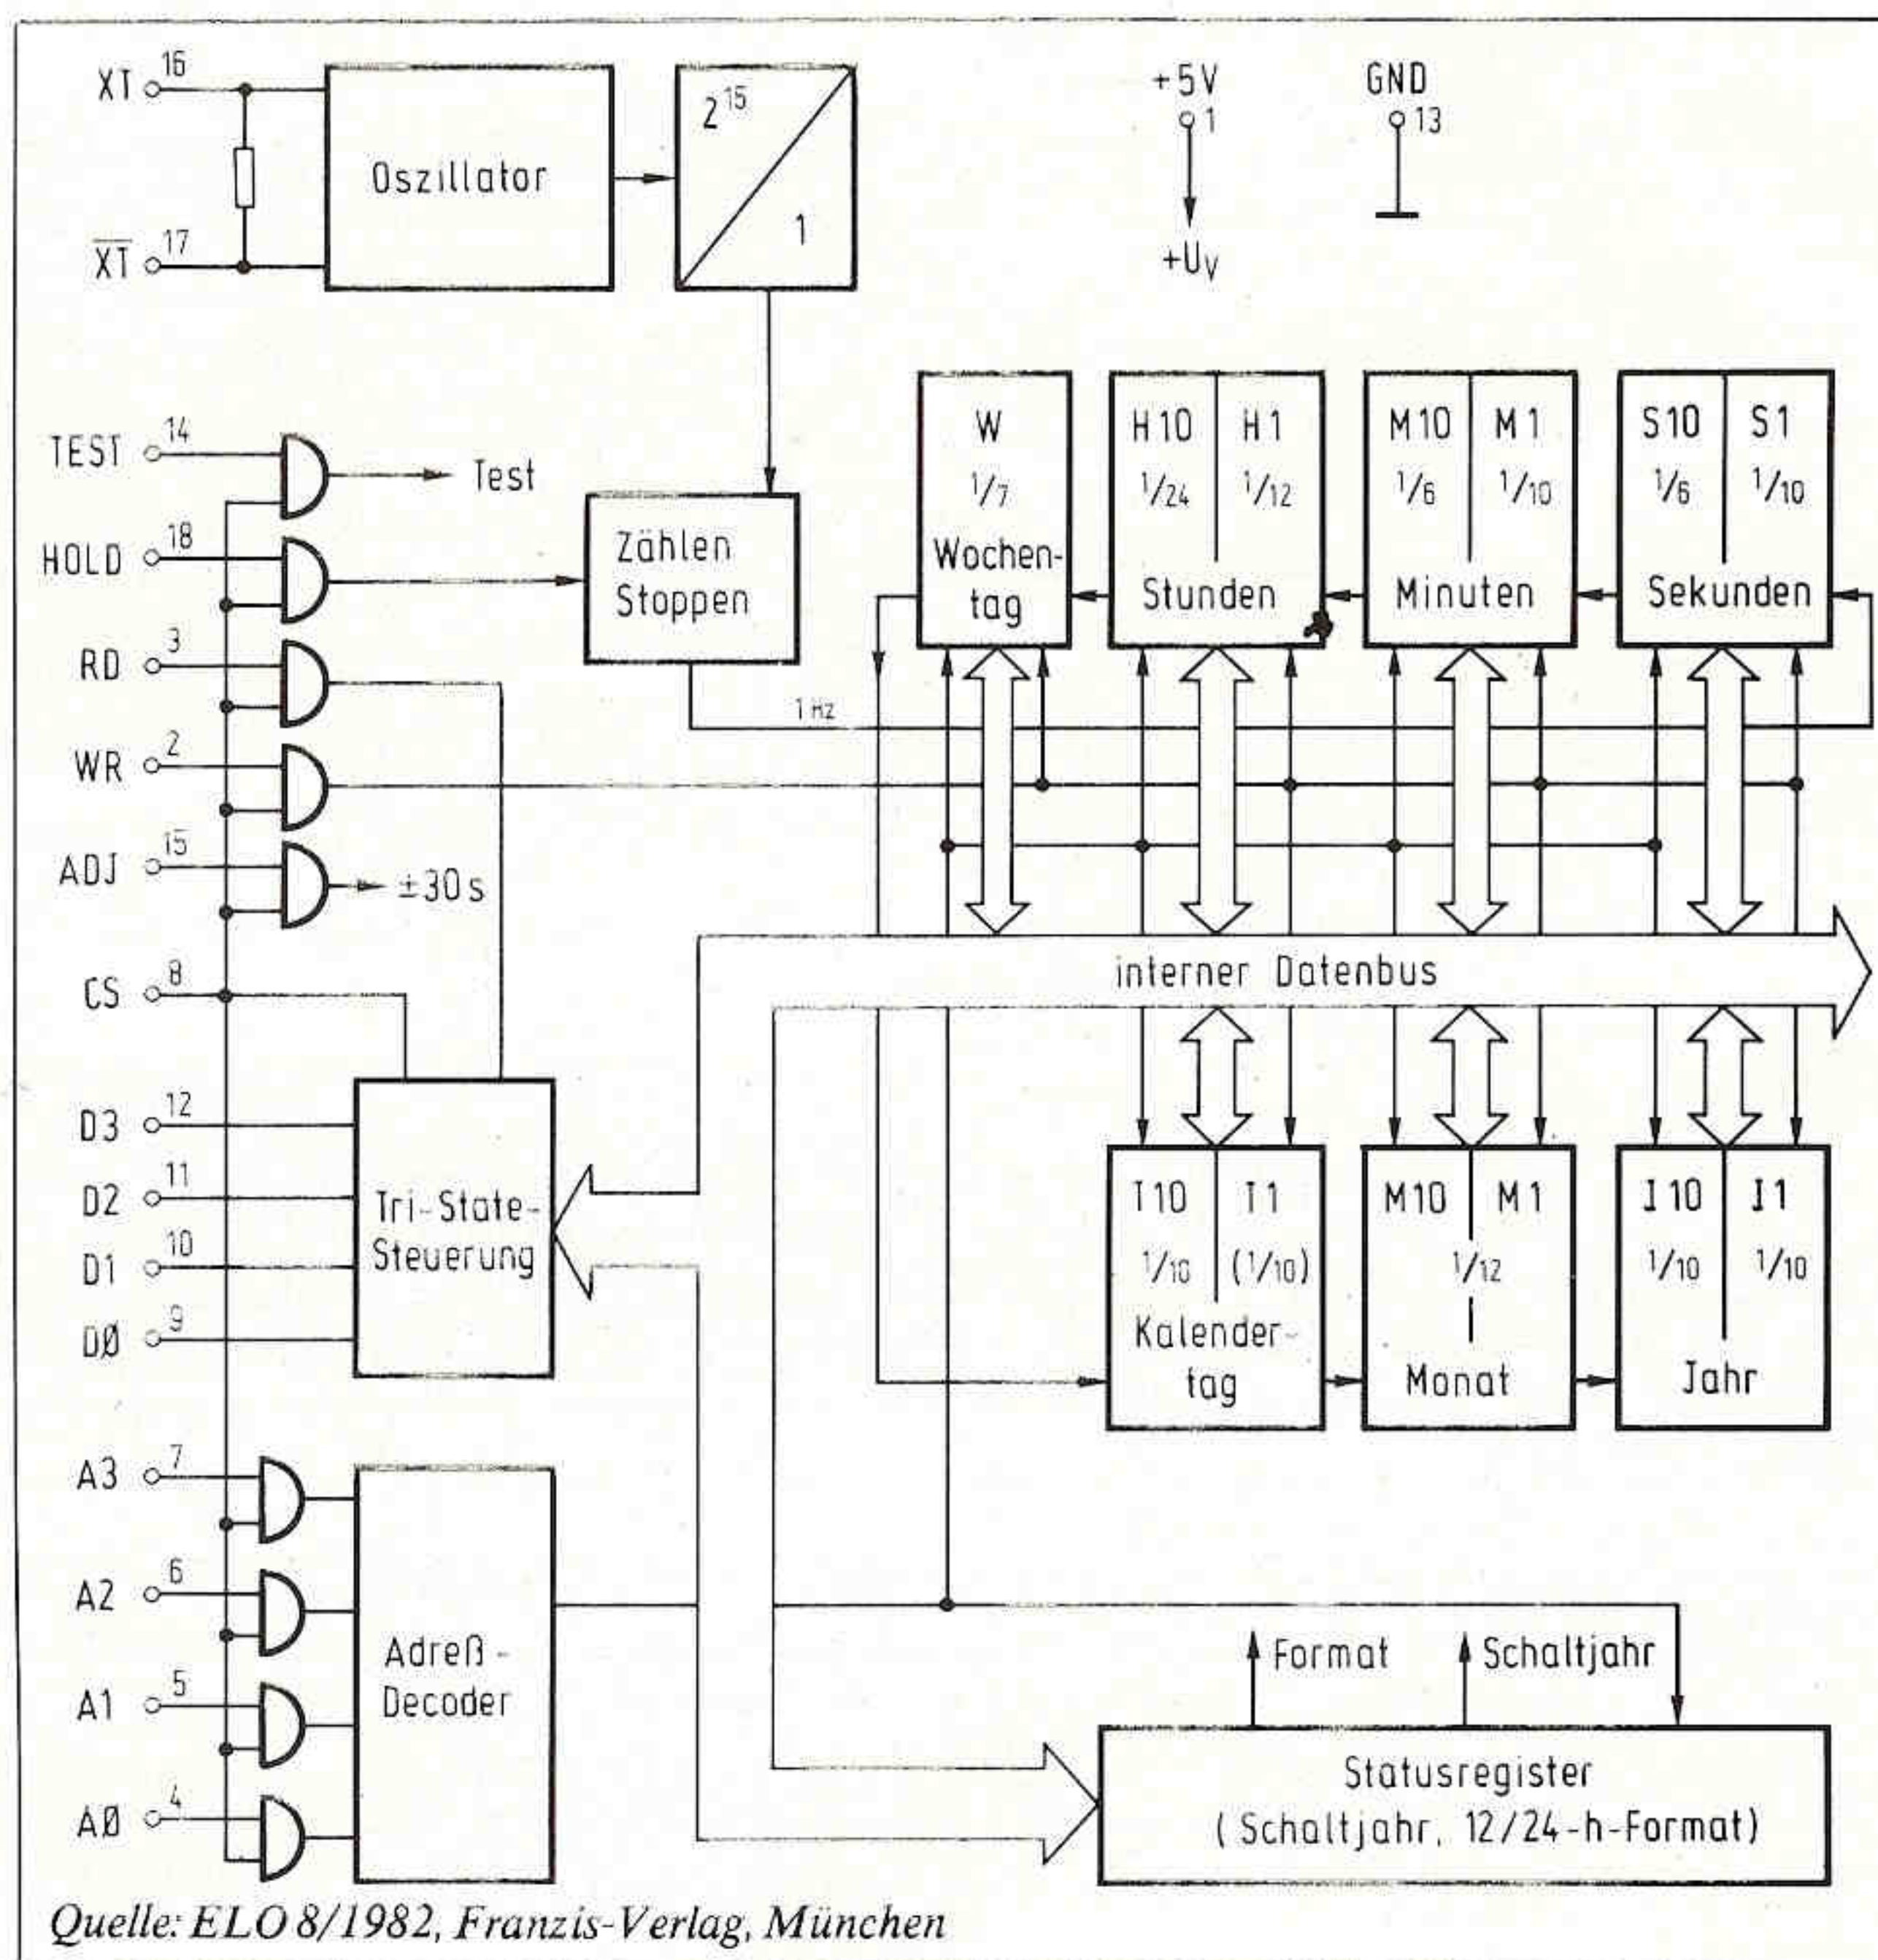 XT 16
Oszillator
2¹⁵
1
X̅T̅ 17
+5V
1
+Uᵥ
GND
13
TEST 14
Test
HOLD 18
Zählen
Stoppen
RD 3
WR 2
ADJ 15
±30s
CS 8
1 Hz
W
1/7
Wochen-
tag
H10 H1
1/24 1/12
Stunden
M10 M1
1/6 1/10
Minuten
S10 S1
1/6 1/10
Sekunden
interner Datenbus
D3 12
D2 11
D1 10
DØ 9
Tri-State-
Steuerung
T10 T1
1/10 (1/10)
Kalender-
tag
M10 M1
1/12
Monat
J10 J1
1/10 1/10
Jahr
A3 7
A2 6
A1 5
AØ 4
Adreß-
Decoder
Format
Schaltjahr
Statusregister
(Schaltjahr, 12/24-h-Format)
Quelle: ELO 8/1982, Franzis-Verlag, München